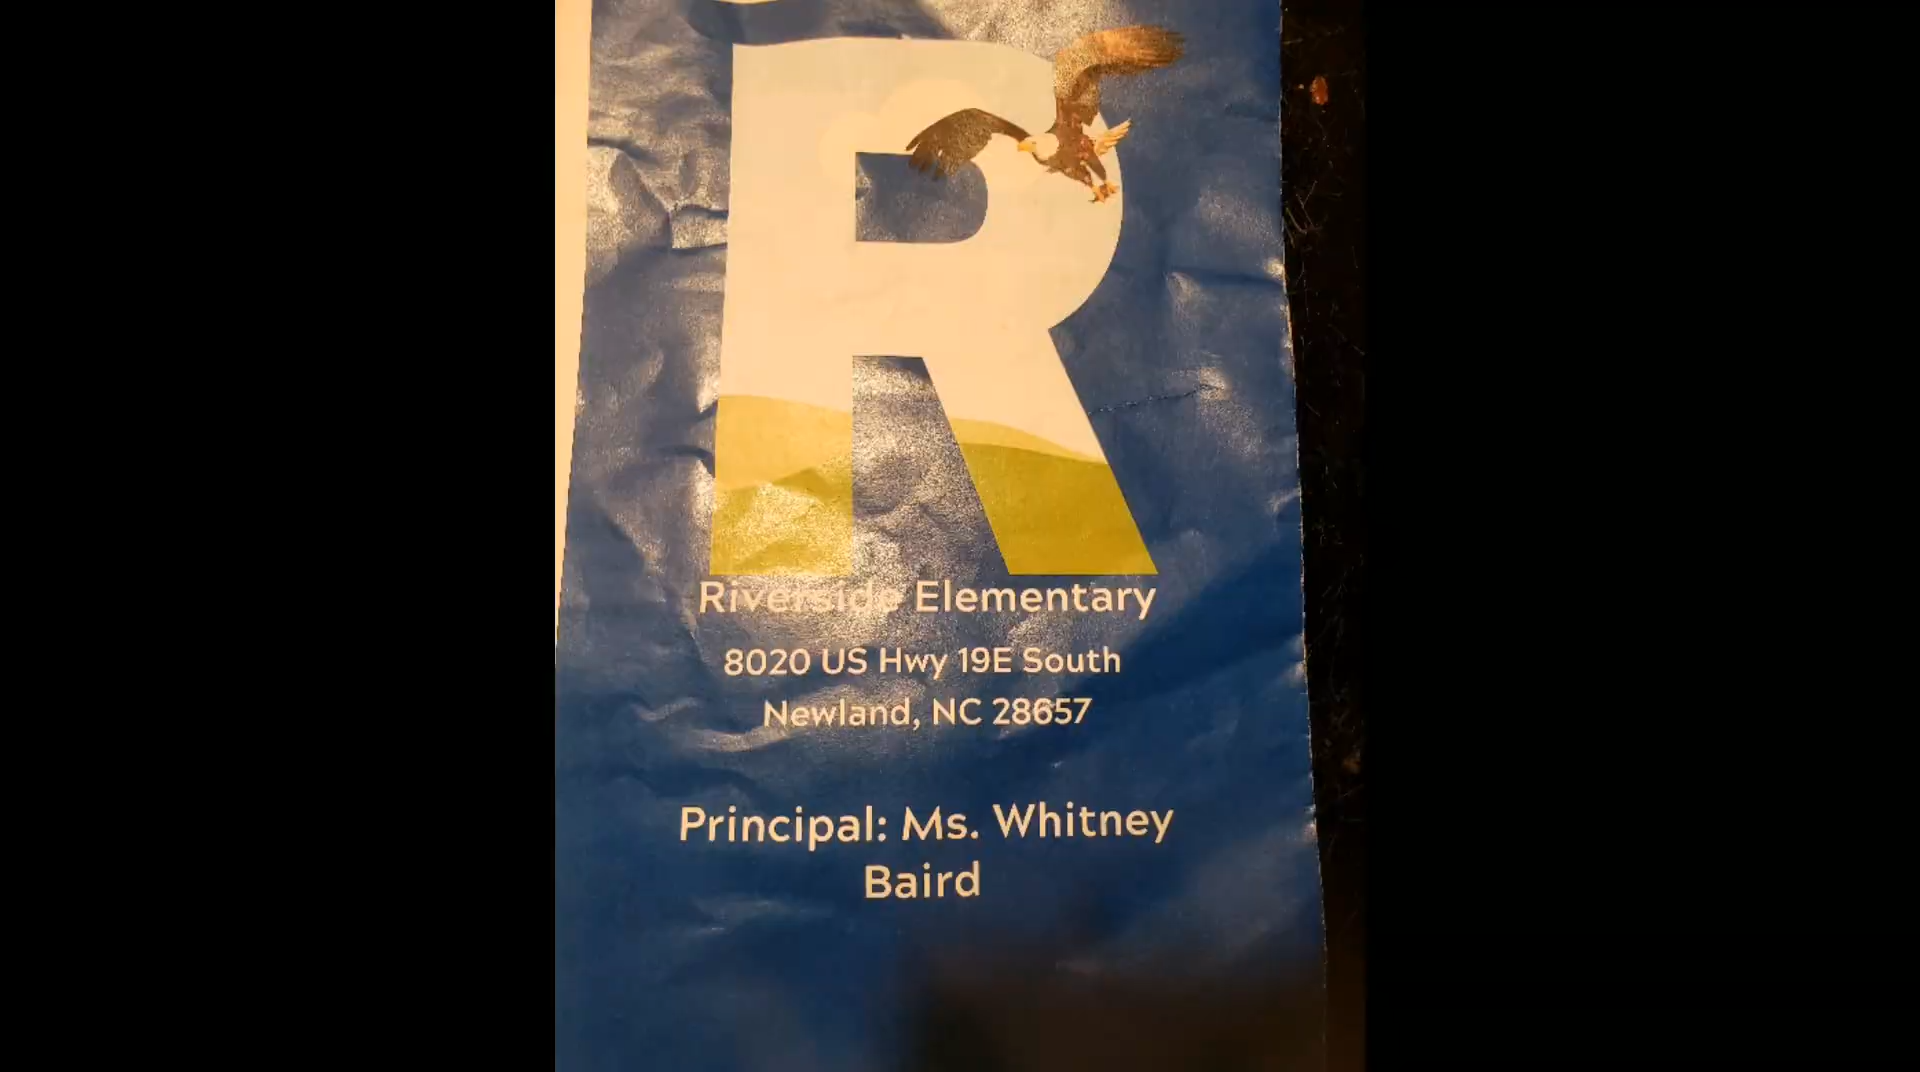 R
Riverside Elementary
8020 US Hwy 19E South
Newland, NC 28657
Principal: Ms. Whitney
Baird